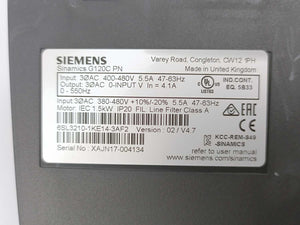 SIEMENS
Sinamics G120C PN
Varey Road, Congleton, CW12 1PH
Made in United Kingdom
Input: 3ØAC 400-480V 5.5A 47-63Hz
Output: 3ØAC 0-INPUT V In = 4.1A
0 - 550Hz
IND. CONT.
EQ. 5B33
Input 3ØAC 380-480V +10%/-20% 5.5A 47-63Hz
Motor: IEC 1.5kW IP20 FIL: Line Filter Class A
6SL3210-1KE14-3AF2
Version: 02 / V4.7
Serial No: XAJN17-004134
KCC-REM-S49
-SINAMICS
refer to user manual
www.siemens.com/sinamics